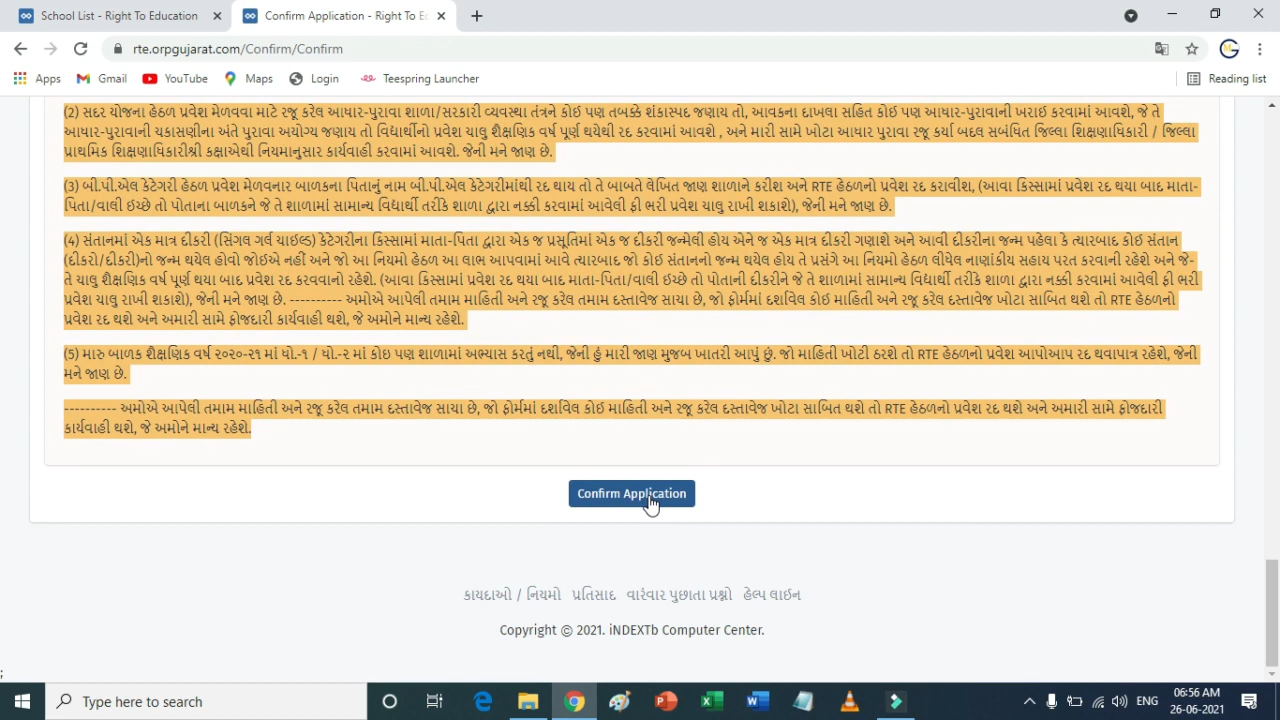 School List - Right To Education
Confirm Application - Right To Ec
rte.orpgujarat.com/Confirm/Confirm
Apps Gmail YouTube Maps Login Teespring Launcher Reading list
(2) સદર યોજના હેઠળ પ્રવેશ મેળવવા માટે રજૂ કરેલ આધાર-પુરાવા શાળા/સરકારી વ્યવસ્થા તંત્રને કોઈ પણ તબક્કે શંકાસ્પદ જણાય તો, આવકના દાખલા સહિત કોઈ પણ આધાર-પુરાવાની ખરાઈ કરવામાં આવશે, જે તે
આધાર-પુરાવાની ચકાસણીના અંતે પુરાવા અયોગ્ય જણાય તો વિદ્યાર્થીનો પ્રવેશ ચાલુ શૈક્ષણિક વર્ષ પૂર્ણ થયેથી રદ કરવામાં આવશે , અને મારી સામે ખોટા આધાર પુરાવા રજૂ કર્યા બદલ સબંધિત જિલ્લા શિક્ષણાધિકારી / જિલ્લા
પ્રાથમિક શિક્ષણાધિકારીશ્રી કક્ષાએથી નિયમાનુસાર કાર્યવાહી કરવામાં આવશે. જેની મને જાણ છે.
(3) બી.પી.એલ કેટેગરી હેઠળ પ્રવેશ મેળવનાર બાળકના પિતાનું નામ બી.પી.એલ કેટેગરીમાંથી રદ થાય તો તે બાબતે લેખિત જાણ શાળાને કરીશ અને RTE હેઠળનો પ્રવેશ રદ કરાવીશ, (આવા કિસ્સામાં પ્રવેશ રદ થયા બાદ માતા-
પિતા/વાલી ઈચ્છે તો પોતાના બાળકને જે તે શાળામાં સામાન્ય વિદ્યાર્થી તરીકે શાળા દ્વારા નક્કી કરવામાં આવેલી ફી ભરી પ્રવેશ ચાલુ રાખી શકાશે), જેની મને જાણ છે.
(4) સંતાનમાં એક માત્ર દીકરી (સિંગલ ગર્લ ચાઈલ્ડ) કેટેગરીના કિસ્સામાં માતા-પિતા દ્વારા એક જ પ્રસૂતિમાં એક જ દીકરી જન્મેલી હોય એને જ એક માત્ર દીકરી ગણાશે અને આવી દીકરીના જન્મ પહેલા કે ત્યારબાદ કોઈ સંતાન
(દીકરો/દીકરી)નો જન્મ થયેલ હોવો જોઈએ નહીં અને જો આ નિયમો હેઠળ આ લાભ આપવામાં આવે ત્યારબાદ જો કોઈ સંતાનનો જન્મ થયેલ હોય તે પ્રસંગે આ નિયમો હેઠળ લીધેલ નાણાંકીય સહાય પરત કરવાની રહેશે અને જે-
તે ચાલુ શૈક્ષણિક વર્ષ પૂર્ણ થયા બાદ પ્રવેશ રદ કરવવાનો રહેશે. (આવા કિસ્સામાં પ્રવેશ રદ થયા બાદ માતા-પિતા/વાલી ઈચ્છે તો પોતાની દીકરીને જે તે શાળામાં સામાન્ય વિદ્યાર્થી તરીકે શાળા દ્વારા નક્કી કરવામાં આવેલી ફી ભરી
પ્રવેશ ચાલુ રાખી શકાશે), જેની મને જાણ છે. ---------- અમોએ આપેલી તમામ માહિતી અને રજૂ કરેલ તમામ દસ્તાવેજ સાચા છે, જો ફોર્મમાં દર્શાવેલ કોઈ માહિતી અને રજૂ કરેલ દસ્તાવેજ ખોટા સાબિત થશે તો RTE હેઠળનો
પ્રવેશ રદ થશે અને અમારી સામે ફોજદારી કાર્યવાહી થશે, જે અમોને માન્ય રહેશે.
(5) મારુ બાળક શૈક્ષણિક વર્ષ ૨૦૨૦-૨૧ માં ધો.-૧ / ધો.-૨ માં કોઇ પણ શાળામાં અભ્યાસ કરતું નથી, જેની હું મારી જાણ મુજબ ખાતરી આપું છું. જો માહિતી ખોટી ઠરશે તો RTE હેઠળનો પ્રવેશ આપોઆપ રદ થવાપાત્ર રહેશે, જેની
મને જાણ છે.
---------- અમોએ આપેલી તમામ માહિતી અને રજૂ કરેલ તમામ દસ્તાવેજ સાચા છે, જો ફોર્મમાં દર્શાવેલ કોઈ માહિતી અને રજૂ કરેલ દસ્તાવેજ ખોટા સાબિત થશે તો RTE હેઠળનો પ્રવેશ રદ થશે અને અમારી સામે ફોજદારી
કાર્યવાહી થશે, જે અમોને માન્ય રહેશે.
Confirm Application
કાયદાઓ / નિયમો પ્રતિસાદ વારંવાર પુછાતા પ્રશ્નો હેલ્પ લાઈન
Copyright © 2021. iNDEXTb Computer Center.
;
Type here to search
ENG
06:56 AM
26-06-2021